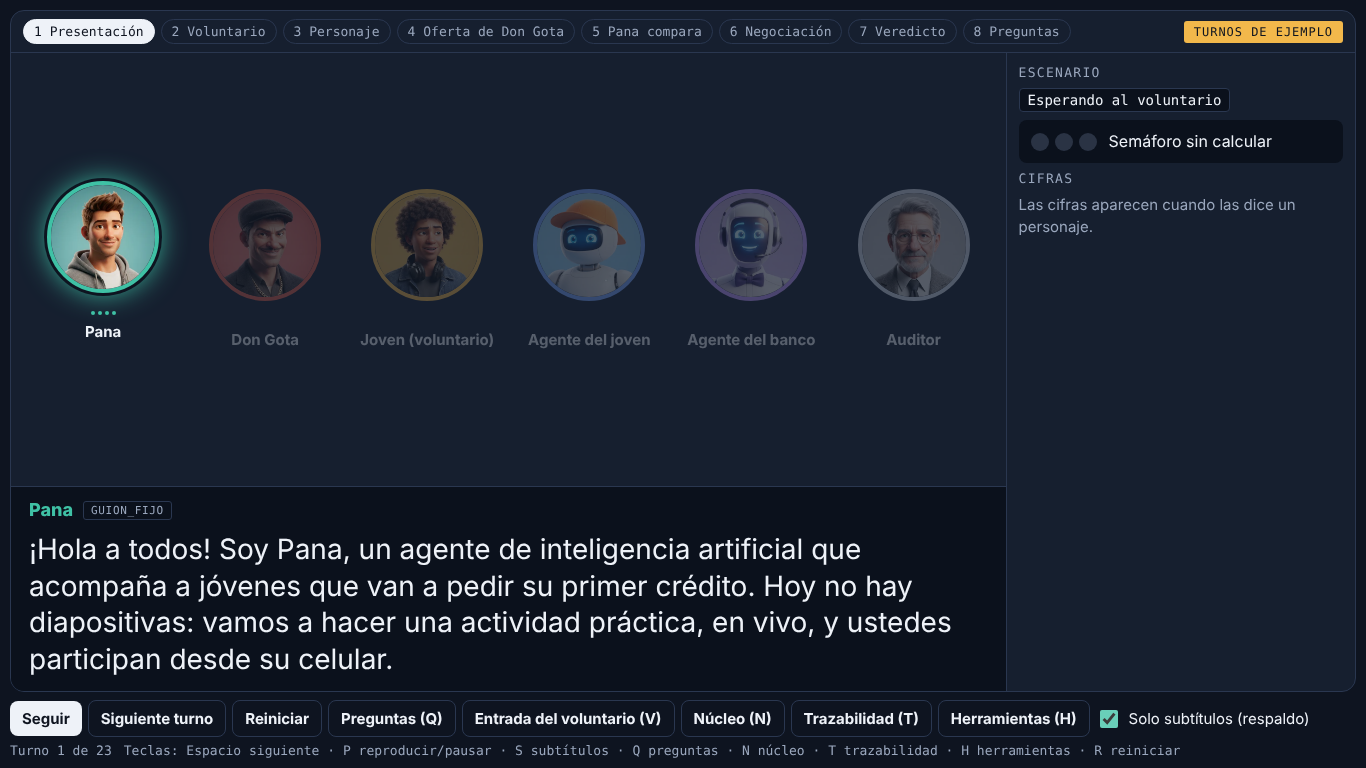 1 Presentación
2 Voluntario
3 Personaje
4 Oferta de Don Gota
5 Pana compara
6 Negociación
7 Veredicto
8 Preguntas
TURNOS DE EJEMPLO
Pana
Don Gota
Joven (voluntario)
Agente del joven
Agente del banco
Auditor
ESCENARIO
Esperando al voluntario
Semáforo sin calcular
CIFRAS
Las cifras aparecen cuando las dice un
personaje.
Pana
GUION_FIJO
¡Hola a todos! Soy Pana, un agente de inteligencia artificial que
acompaña a jóvenes que van a pedir su primer crédito. Hoy no hay
diapositivas: vamos a hacer una actividad práctica, en vivo, y ustedes
participan desde su celular.
Seguir
Siguiente turno
Reiniciar
Preguntas (Q)
Entrada del voluntario (V)
Núcleo (N)
Trazabilidad (T)
Herramientas (H)
Solo subtítulos (respaldo)
Turno 1 de 23 Teclas: Espacio siguiente · P reproducir/pausar · S subtítulos · Q preguntas · N núcleo · T trazabilidad · H herramientas · R reiniciar